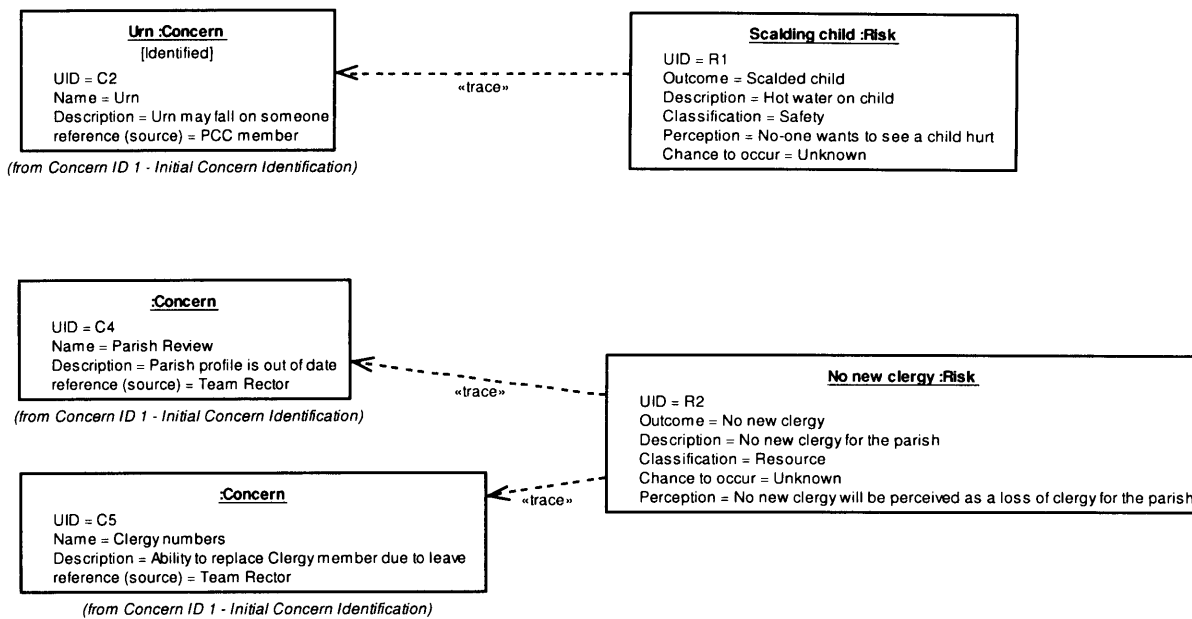 Urn :Concern
[Identified]
UID = C2
Name = Urn
Description = Urn may fall on someone
reference (source) = PCC member
(from Concern ID 1 - Initial Concern Identification)
«trace»
Scalding child :Risk
UID = R1
Outcome = Scalded child
Description = Hot water on child
Classification = Safety
Perception = No-one wants to see a child hurt
Chance to occur = Unknown
:Concern
UID = C4
Name = Parish Review
Description = Parish profile is out of date
reference (source) = Team Rector
(from Concern ID 1 - Initial Concern Identification)
«trace»
No new clergy :Risk
UID = R2
Outcome = No new clergy
Description = No new clergy for the parish
Classification = Resource
Chance to occur = Unknown
Perception = No new clergy will be perceived as a loss of clergy for the parish
:Concern
UID = C5
Name = Clergy numbers
Description = Ability to replace Clergy member due to leave
reference (source) = Team Rector
(from Concern ID 1 - Initial Concern Identification)
«trace»